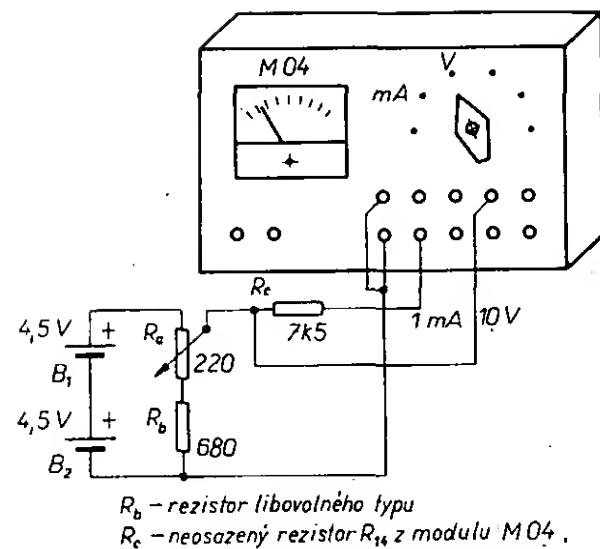 M 04
V
mA
Rc
7k5
1 mA
10 V
4,5 V
+
B1
Ra
220
4,5 V
+
B2
Rb
680
Rb – rezistor libovolného typu
Rc – neosazený rezistor R14 z modulu M 04.